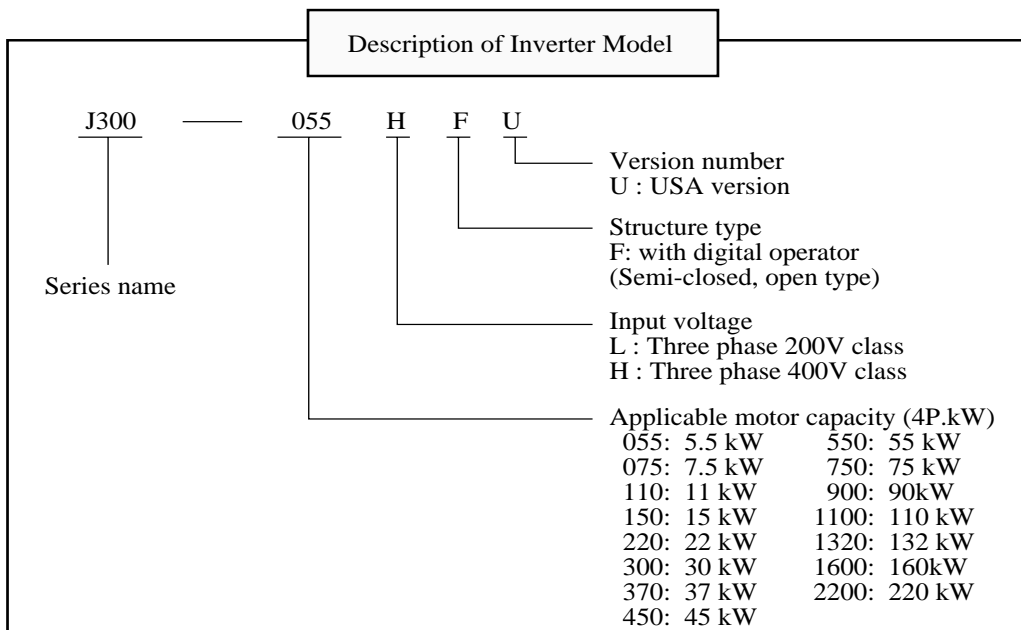 Description of Inverter Model
J300 — 055 H F U
Version number
U : USA version
Structure type
F: with digital operator
(Semi-closed, open type)
Series name
Input voltage
L : Three phase 200V class
H : Three phase 400V class
Applicable motor capacity (4P.kW)
055: 5.5 kW 550: 55 kW
075: 7.5 kW 750: 75 kW
110: 11 kW 900: 90kW
150: 15 kW 1100: 110 kW
220: 22 kW 1320: 132 kW
300: 30 kW 1600: 160kW
370: 37 kW 2200: 220 kW
450: 45 kW